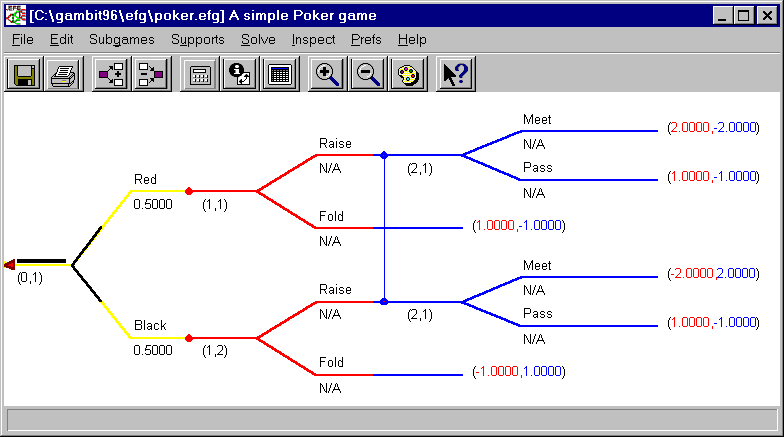 [C:\gambit96\efg\poker.efg] A simple Poker game
File Edit Subgames Supports Solve Inspect Prefs Help
Meet
(2.0000,-2.0000)
Raise
N/A
N/A
(2,1)
Pass
(1.0000,-1.0000)
Red
N/A
0.5000
(1,1)
Fold
(1.0000,-1.0000)
N/A
(0,1)
Meet
(-2.0000,2.0000)
Raise
N/A
N/A
(2,1)
Pass
(1.0000,-1.0000)
Black
N/A
0.5000
(1,2)
Fold
(-1.0000,1.0000)
N/A